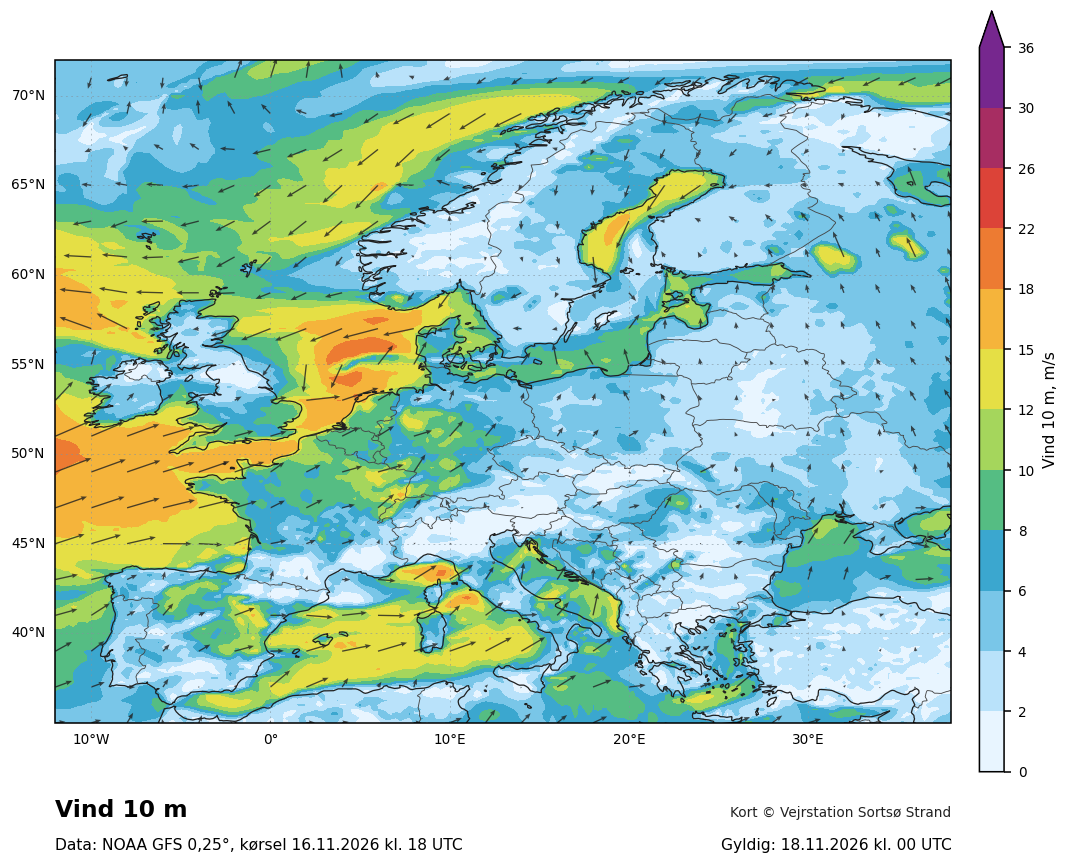 70°N
65°N
60°N
55°N
50°N
45°N
40°N
10°W
0°
10°E
20°E
30°E
36
30
26
22
18
15
12
10
8
6
4
2
0
Vind 10 m, m/s
Vind 10 m
Kort © Vejrstation Sortsø Strand
Data: NOAA GFS 0,25°, kørsel 16.11.2026 kl. 18 UTC
Gyldig: 18.11.2026 kl. 00 UTC